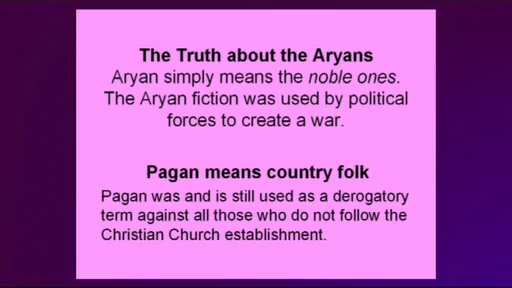 The Truth about the Aryans
Aryan simply means the noble ones.
The Aryan fiction was used by political
forces to create a war.
Pagan means country folk
Pagan was and is still used as a derogatory
term against all those who do not follow the
Christian Church establishment.